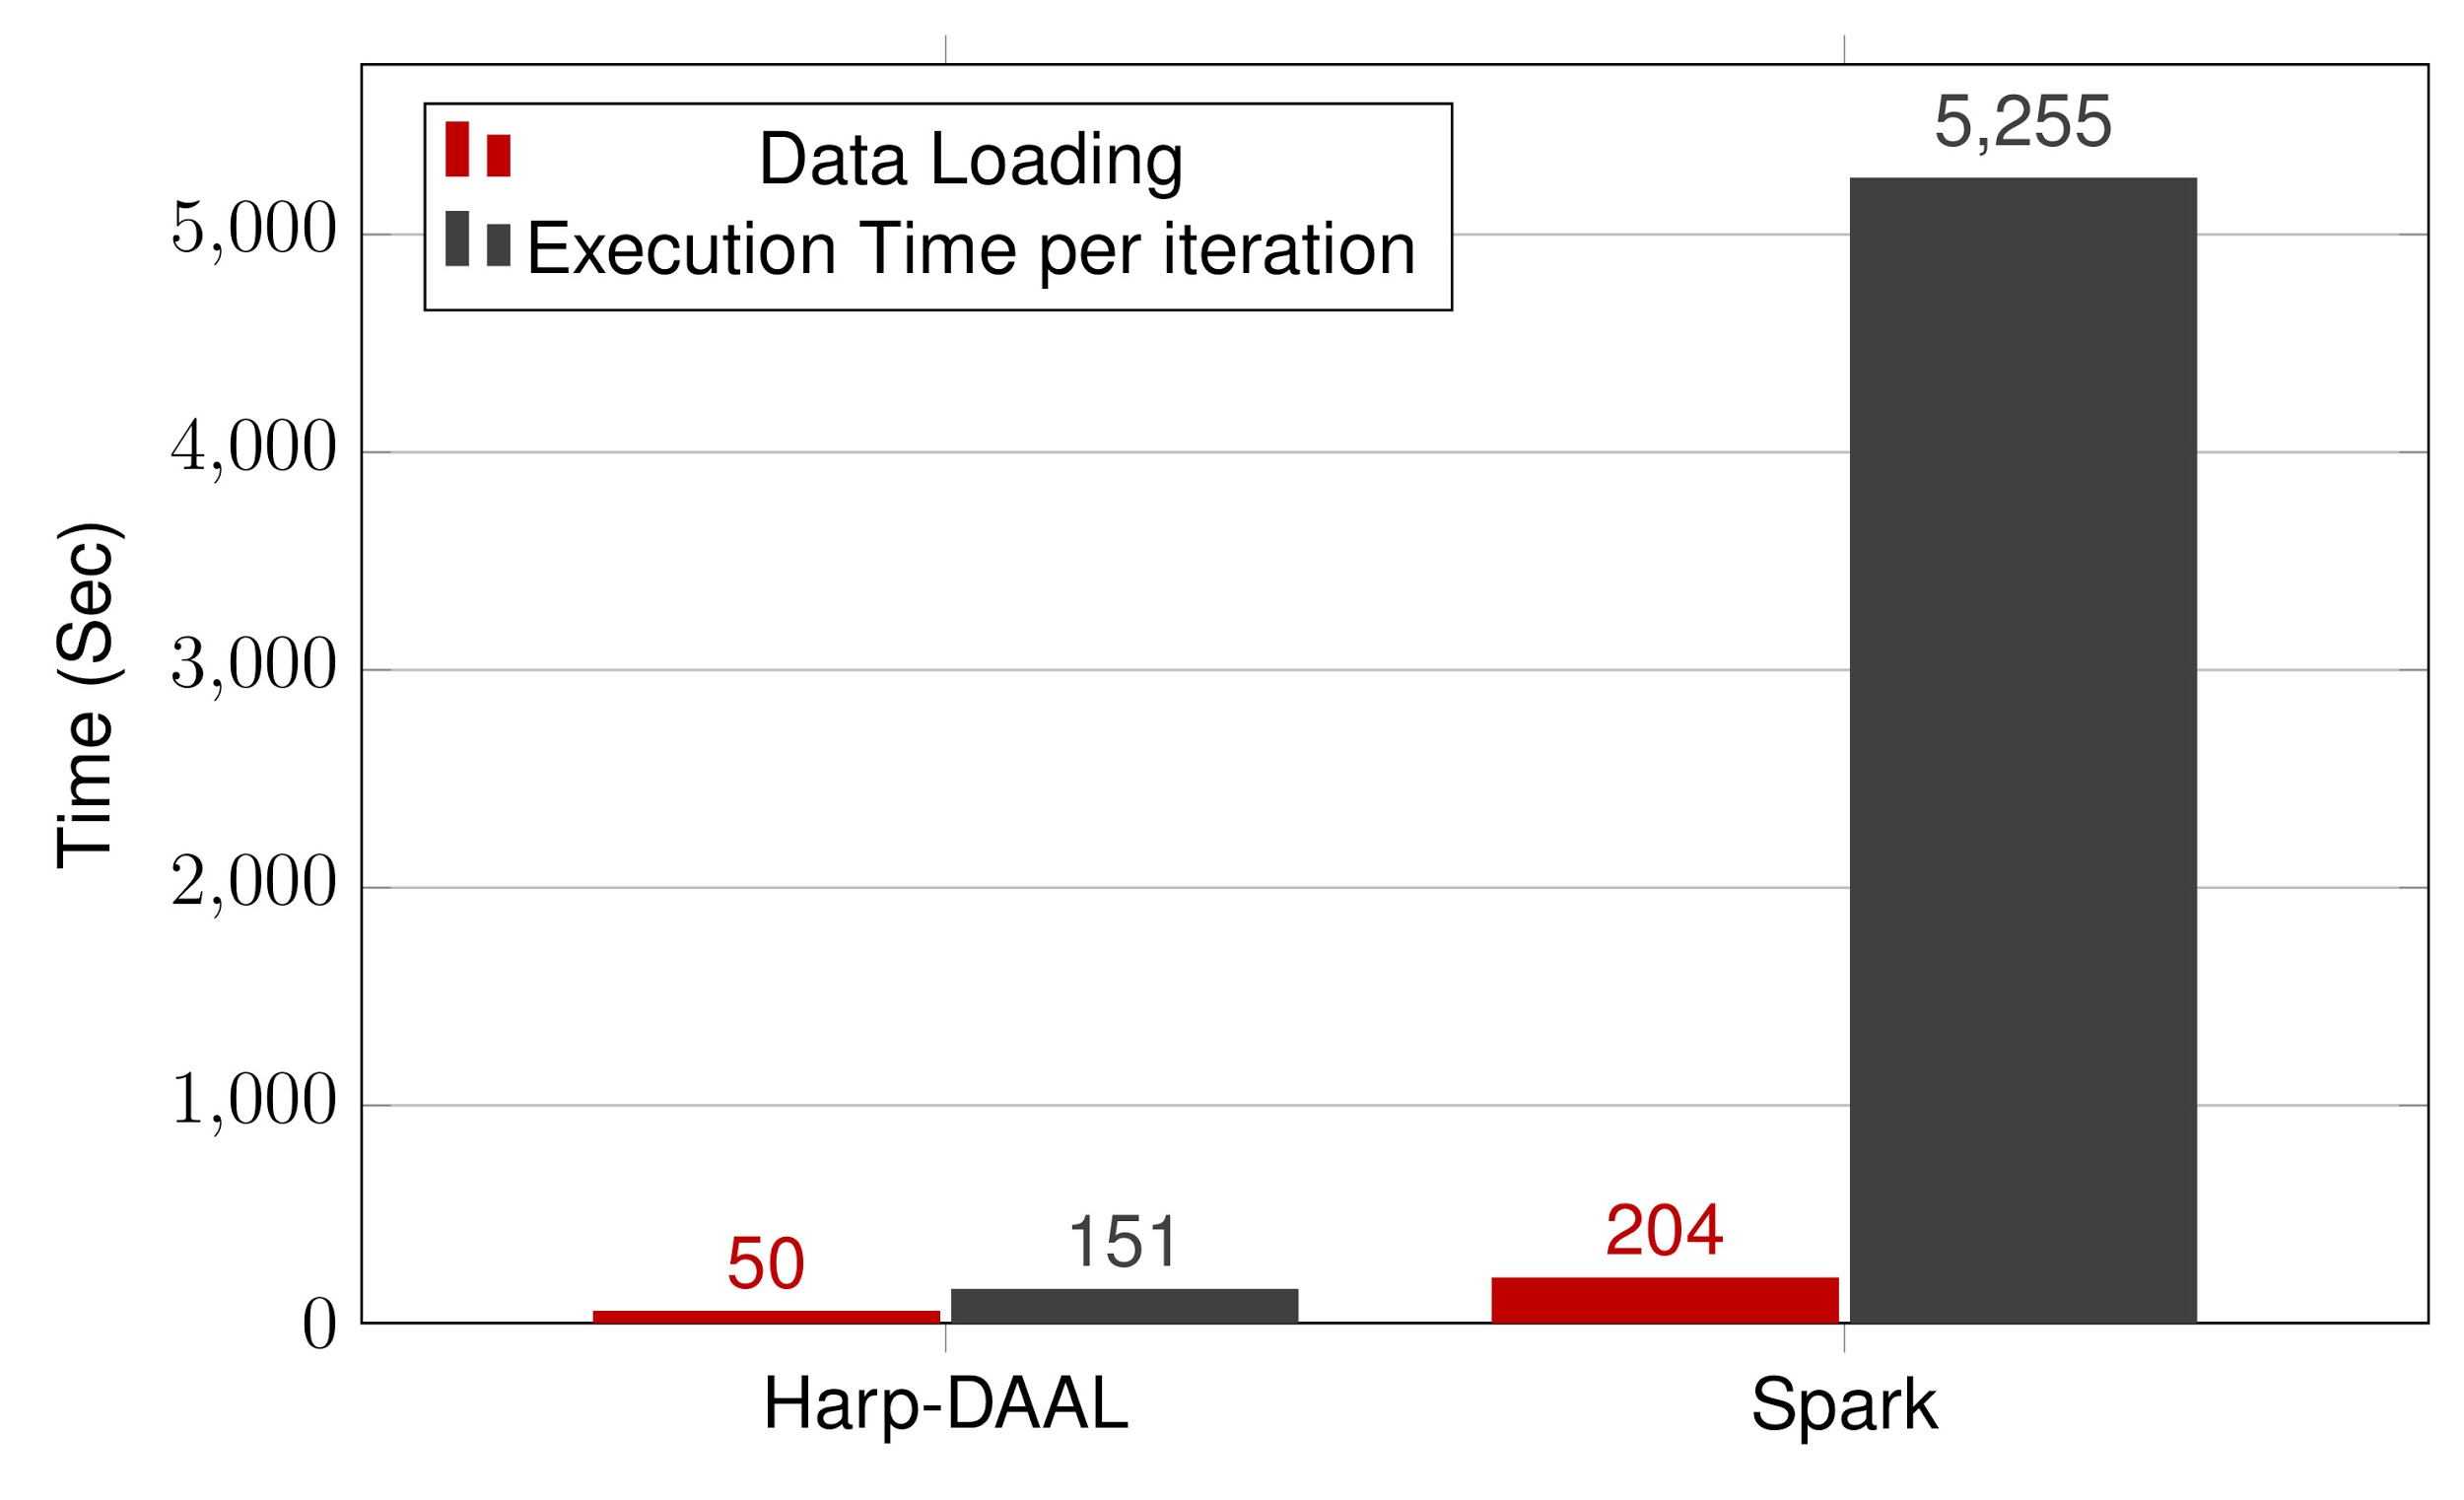 Data Loading
Execution Time per iteration
5,255
5,000
4,000
3,000
2,000
1,000
0
Time (Sec)
50
151
204
Harp-DAAL
Spark